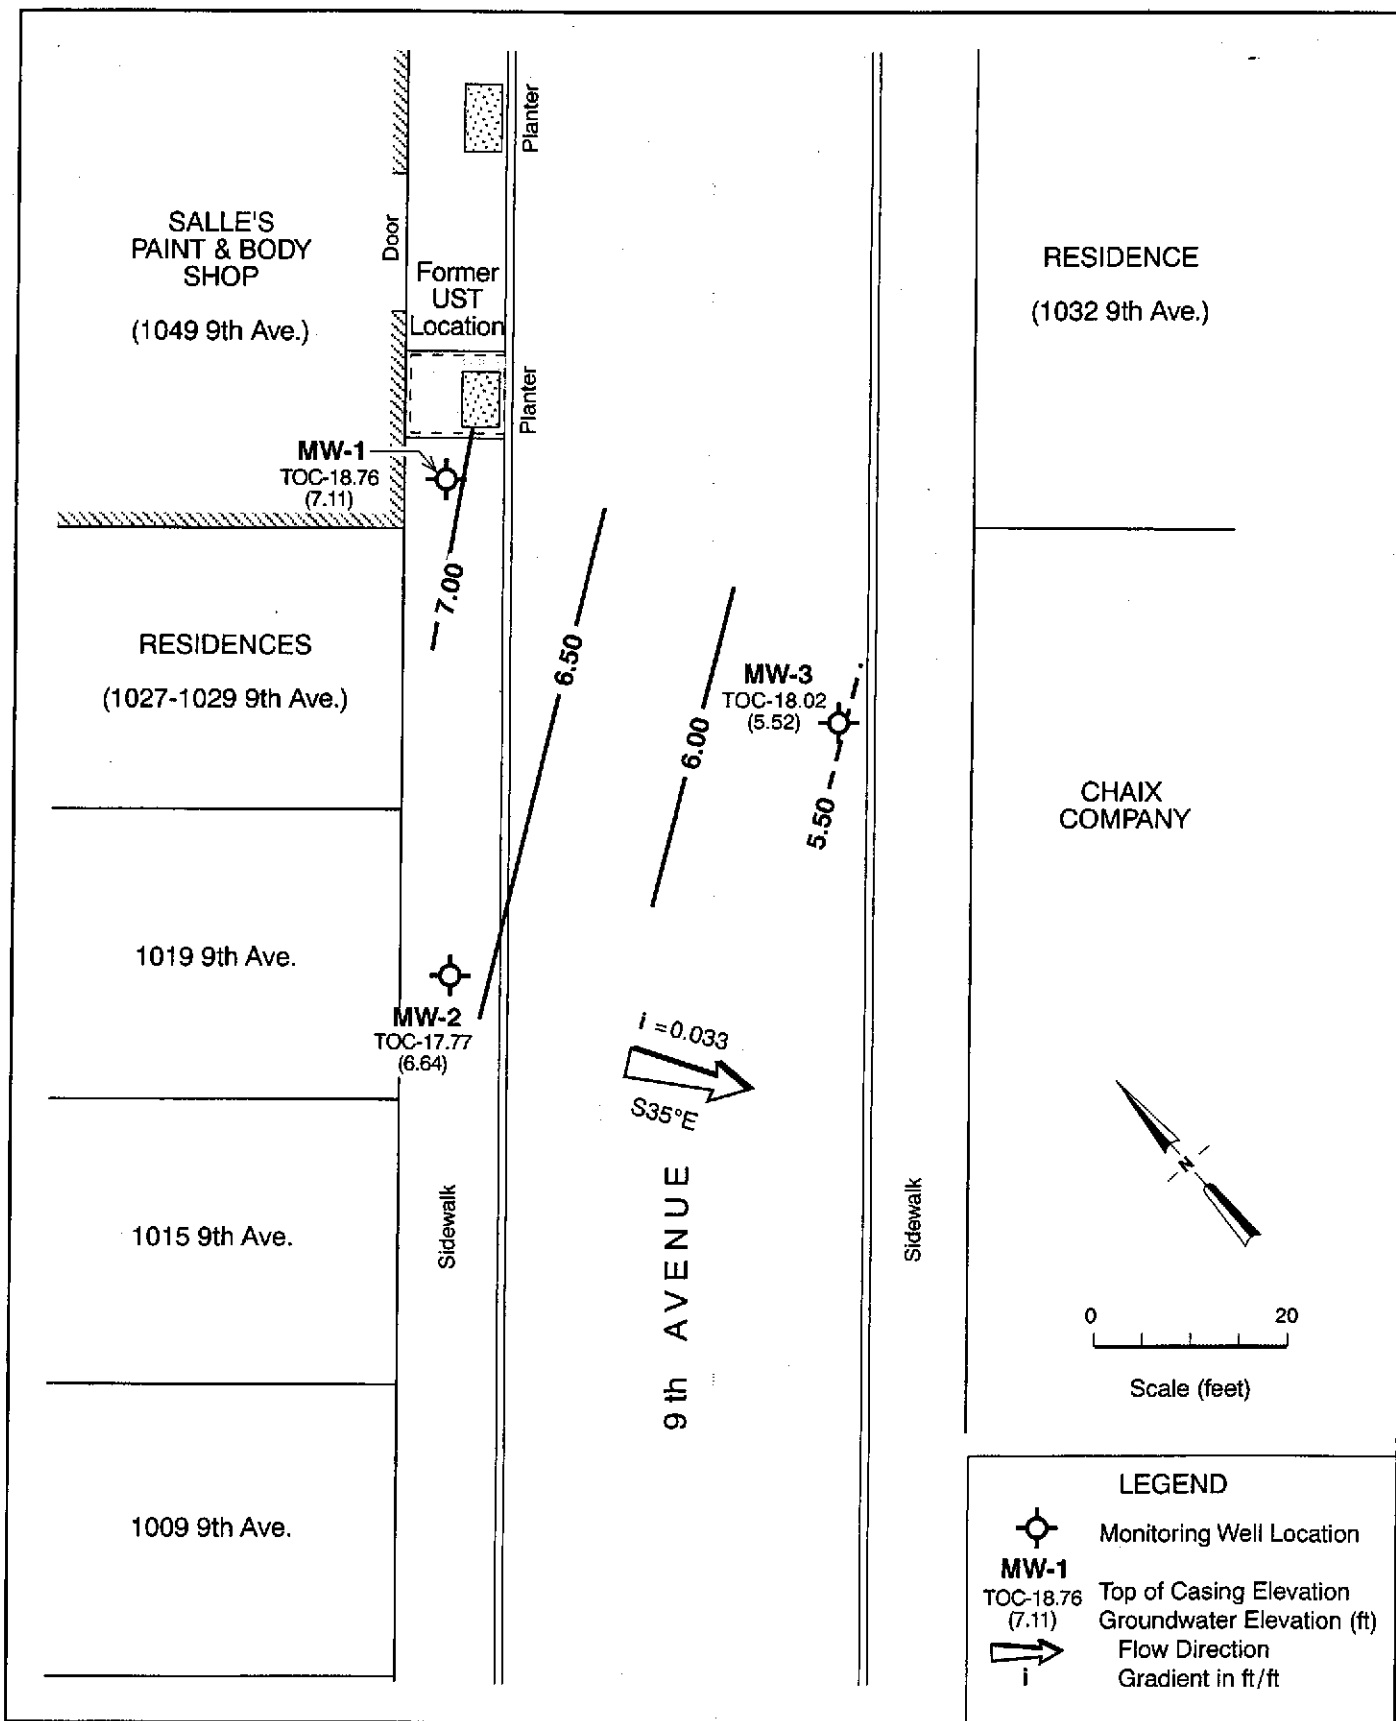 Planter
SALLE'S
PAINT & BODY
SHOP
(1049 9th Ave.)
Door
Former
UST
Location
Planter
RESIDENCE
(1032 9th Ave.)
MW-1
TOC-18.76
(7.11)
7.00
6.50
6.00
5.50
RESIDENCES
(1027-1029 9th Ave.)
MW-3
TOC-18.02
(5.52)
CHAIX
COMPANY
1019 9th Ave.
MW-2
TOC-17.77
(6.64)
i =0.033
S35°E
N
1015 9th Ave.
Sidewalk
9th AVENUE
Sidewalk
0 20
Scale (feet)
1009 9th Ave.
LEGEND
Monitoring Well Location
MW-1
TOC-18.76 Top of Casing Elevation
(7.11) Groundwater Elevation (ft)
Flow Direction
i Gradient in ft/ft